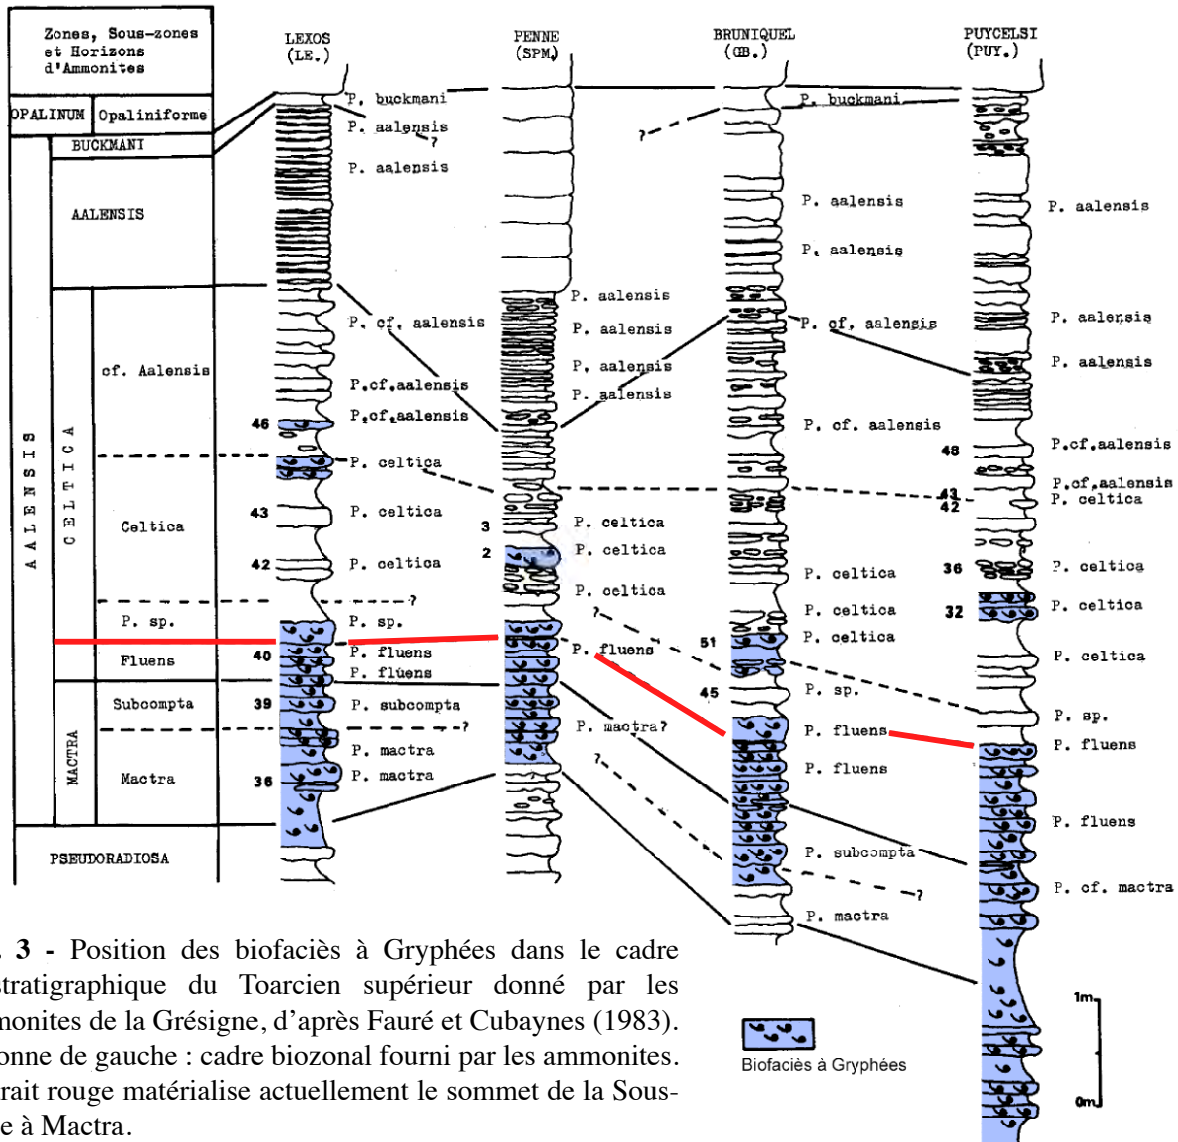 Zones, Sous-zones
et Horizons
d'Ammonites
OPALINUM
Opaliniforme
BUCKMANI
AALENSIS
AALENSIS
CELTICA
cf. Aalensis
Celtica
P. sp.
Fluens
MACTRA
Subcompta
Mactra
PSEUDORADIOSA
LEXOS
(LE.)
P. buckmani
P. aalensis
?
P. aalensis
P. cf. aalensis
P.cf.aalensis
46
P.cf.aalensis
P. celtica
43
P. celtica
42
P. celtica
?
P. sp.
40
P. fluens
P. fluens
39
P. subcompta
?
P. mactra
36
P. mactra
PENNE
(SPM.)
P. aalensis
P. aalensis
P. aalensis
P. aalensis
3
P. celtica
2
P. celtica
P. celtica
?
P. fluens
P. mactra?
?
BRUNIQUEL
(GB.)
P. buckmani
?
P. aalensis
P. aalensis
P. cf. aalensis
P. cf. aalensis
P. celtica
P. celtica
51
P. celtica
45
P. sp.
P. fluens
P. fluens
P. subcompta
?
P. mactra
PUYCELSI
(PUY.)
P. aalensis
P. aalensis
P. aalensis
48
P.cf.aalensis
P.cf.aalensis
43
42
P. celtica
36
P. celtica
32
P. celtica
P. celtica
P. sp.
P. fluens
P. fluens
P. cf. mactra
1m
0m
Biofaciès à Gryphées
. 3 - Position des biofaciès à Gryphées dans le cadre
stratigraphique du Toarcien supérieur donné par les
monites de la Grésigne, d'après Fauré et Cubaynes (1983).
onne de gauche : cadre biozonal fourni par les ammonites.
rait rouge matérialise actuellement le sommet de la Sous-
e à Mactra.